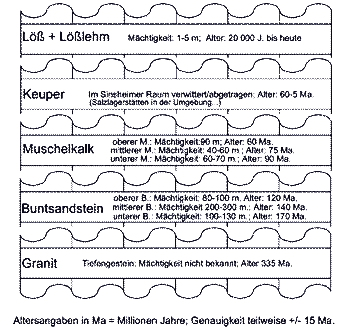 Löß + Lößlehm Mächtigkeit: 1-5 m; Alter: 20 000 J. bis heute
Keuper Im Sinsheimer Raum verwittert/abgetragen; Alter: 60-5 Ma.
(Salzlagerstätten in der Umgebung...)
oberer M.: Mächtigkeit:90 m; Alter: 60 Ma.
Muschelkalk mittlerer M.: Mächtigkeit: 40-60 m.; Alter: 75 Ma.
unterer M.: Mächtigkeit: 60-70 m.; Alter: 90 Ma.
oberer B.: Mächtigkeit: 80-100 m. Alter: 120 Ma.
Buntsandstein mittlerer B.: Mächtigkeit 200-300 m.: Alter: 140 Ma.
unterer B.: Mächtigkeit: 100-130 m.; Alter: 170 Ma.
Granit Tiefengestein; Mächtigkeit nicht bekannt; Alter 335 Ma.
Altersangaben in Ma = Millionen Jahre; Genauigkeit teilweise +/- 15 Ma.